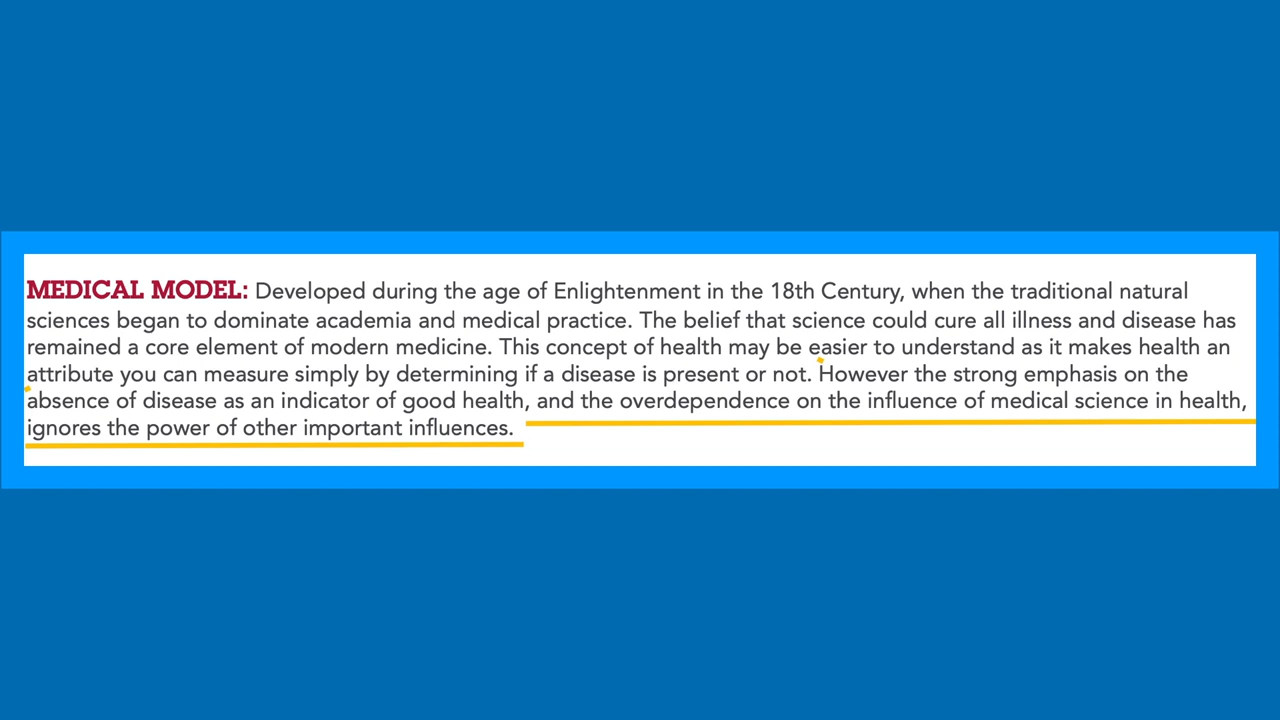 MEDICAL MODEL: Developed during the age of Enlightenment in the 18th Century, when the traditional natural
sciences began to dominate academia and medical practice. The belief that science could cure all illness and disease has
remained a core element of modern medicine. This concept of health may be easier to understand as it makes health an
attribute you can measure simply by determining if a disease is present or not. However the strong emphasis on the
absence of disease as an indicator of good health, and the overdependence on the influence of medical science in health,
ignores the power of other important influences.